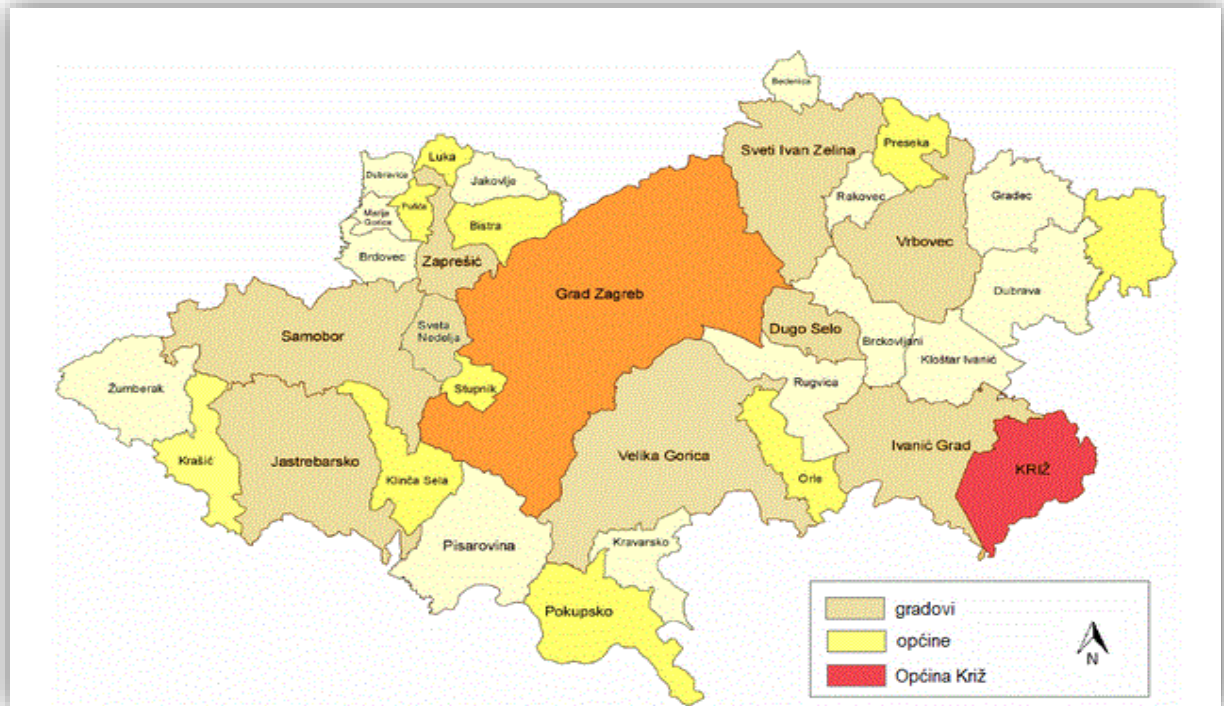 Bedenica
Sveti Ivan Zelina
Preseka
Luka
Dubravica
Jakovlje
Rakovec
Gradec
Pušća
Marija
Gorica
Bistra
Brdovec
Zaprešić
Vrbovec
Grad Zagreb
Dubrava
Samobor
Sveta
Nedelja
Dugo Selo
Brckovljani
Kloštar Ivanić
Žumberak
Stupnik
Rugvica
Krašić
Jastrebarsko
Klinča Sela
Velika Gorica
Orle
Ivanić Grad
KRIŽ
Pisarovina
Kravarsko
Pokupsko
gradovi
općine
Općina Križ
N